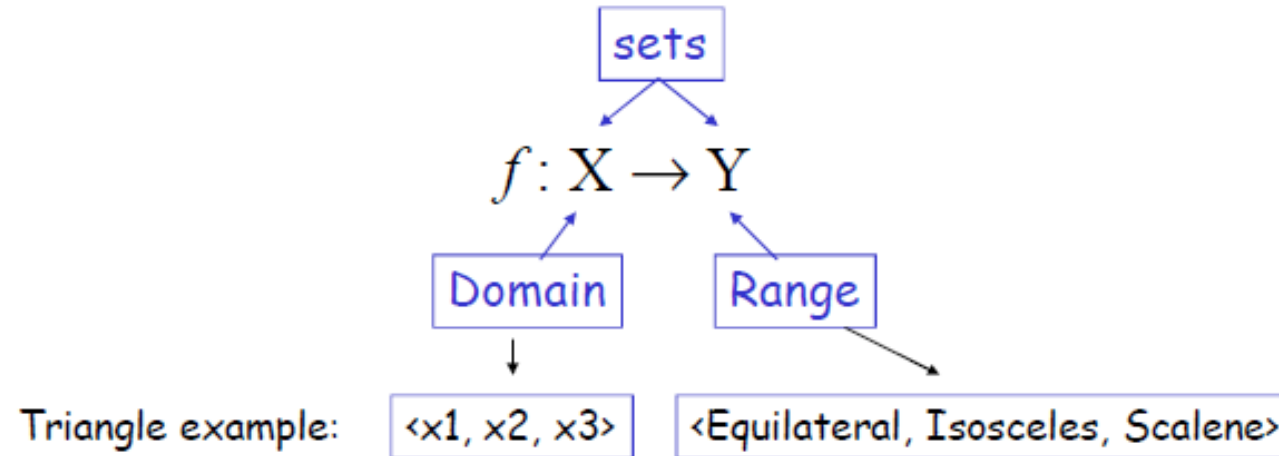 sets
f : X → Y
Domain Range
Triangle example: <x1, x2, x3> <Equilateral, Isosceles, Scalene>